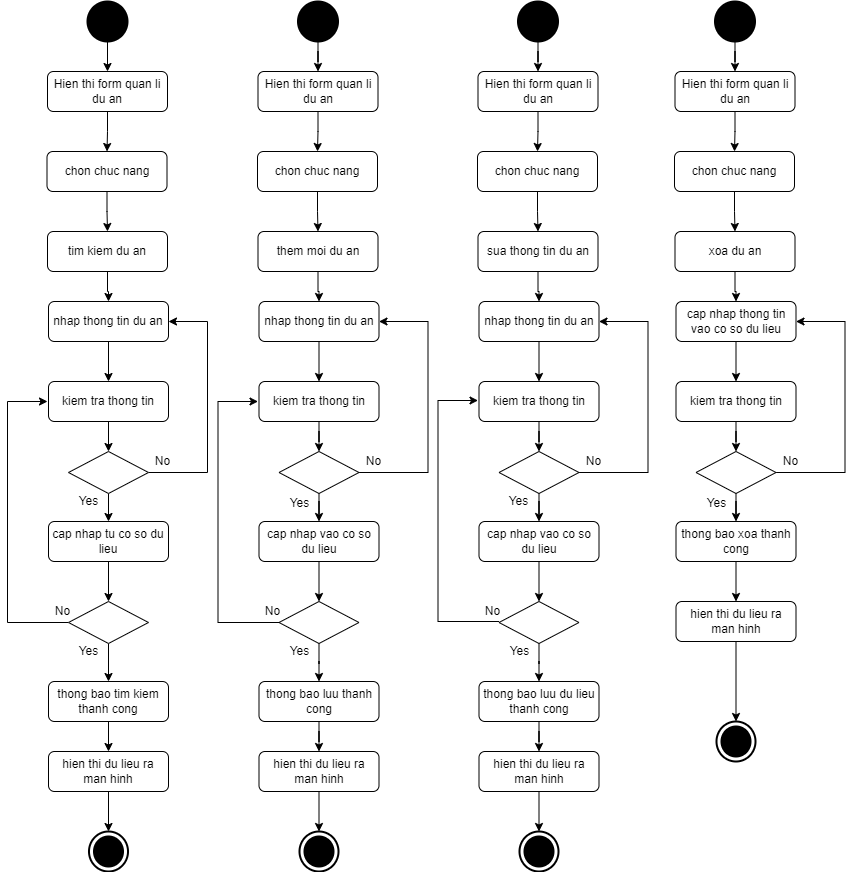 Hien thi form quan li
du an
chon chuc nang
tim kiem du an
nhap thong tin du an
kiem tra thong tin
No
Yes
cap nhap tu co so du
lieu
No
Yes
thong bao tim kiem
thanh cong
hien thi du lieu ra
man hinh
Hien thi form quan li
du an
chon chuc nang
them moi du an
nhap thong tin du an
kiem tra thong tin
No
Yes
cap nhap vao co so
du lieu
No
Yes
thong bao luu thanh
cong
hien thi du lieu ra
man hinh
Hien thi form quan li
du an
chon chuc nang
sua thong tin du an
nhap thong tin du an
kiem tra thong tin
No
Yes
cap nhap vao co so
du lieu
No
Yes
thong bao luu du lieu
thanh cong
hien thi du lieu ra
man hinh
Hien thi form quan li
du an
chon chuc nang
xoa du an
cap nhap thong tin
vao co so du lieu
kiem tra thong tin
No
Yes
thong bao xoa thanh
cong
hien thi du lieu ra
man hinh